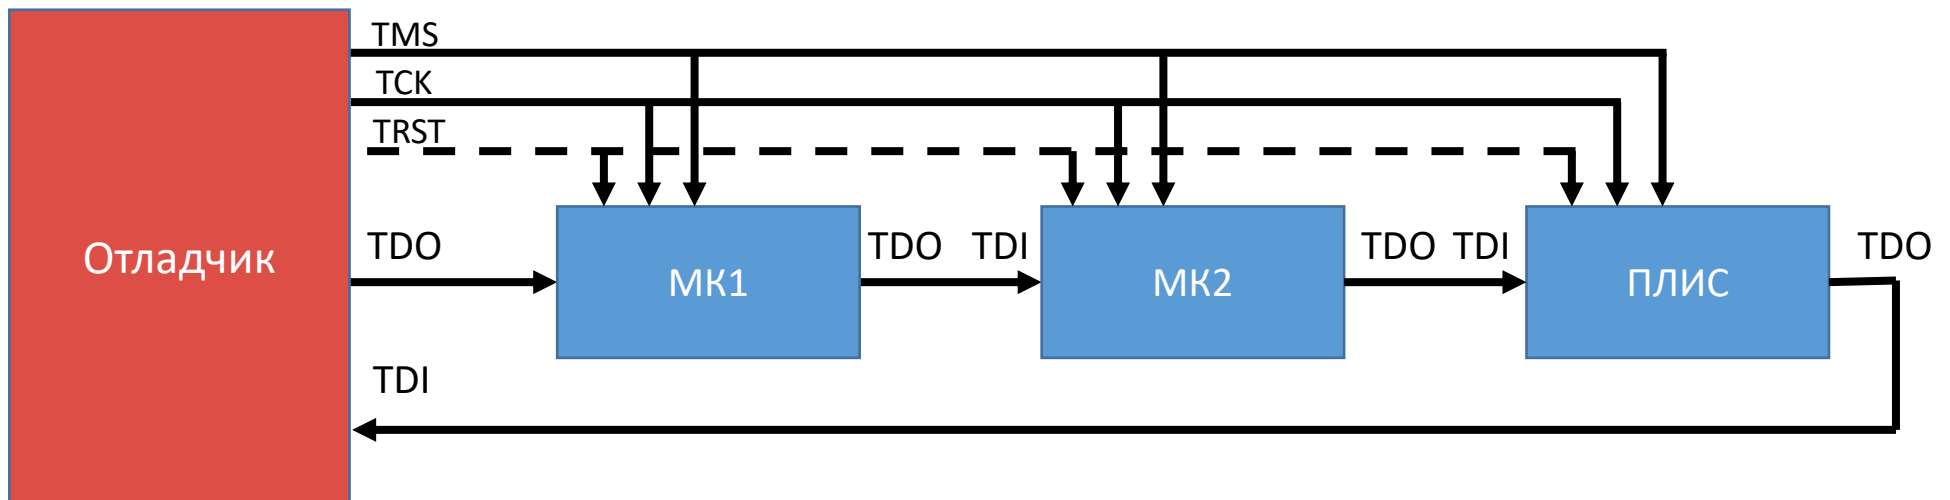 TMS
TCK
TRST
Отладчик
TDO
МК1
TDO
TDI
МК2
TDO
TDI
ПЛИС
TDO
TDI